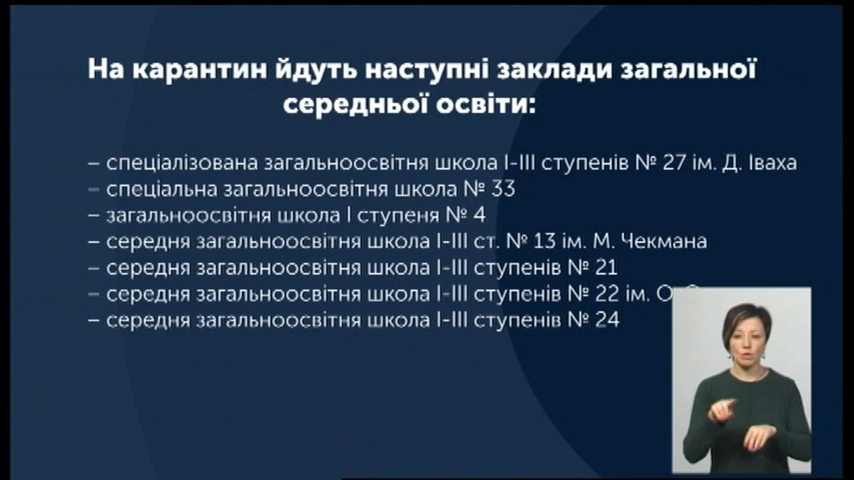 На карантин йдуть наступні заклади загальної
середньої освіти:
– спеціалізована загальноосвітня школа І-ІІІ ступенів № 27 ім. Д. Іваха
– спеціальна загальноосвітня школа № 33
– загальноосвітня школа І ступеня № 4
– середня загальноосвітня школа І-ІІІ ст. № 13 ім. М. Чекмана
– середня загальноосвітня школа І-ІІІ ступенів № 21
– середня загальноосвітня школа І-ІІІ ступенів № 22 ім.
– середня загальноосвітня школа І-ІІІ ступенів № 24